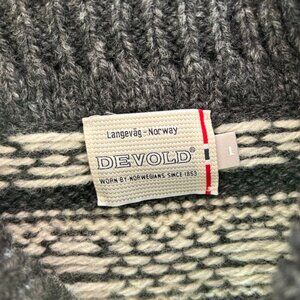 Langevåg - Norway
DEVOLD®
WORN BY NORWEGIANS SINCE 1853
L